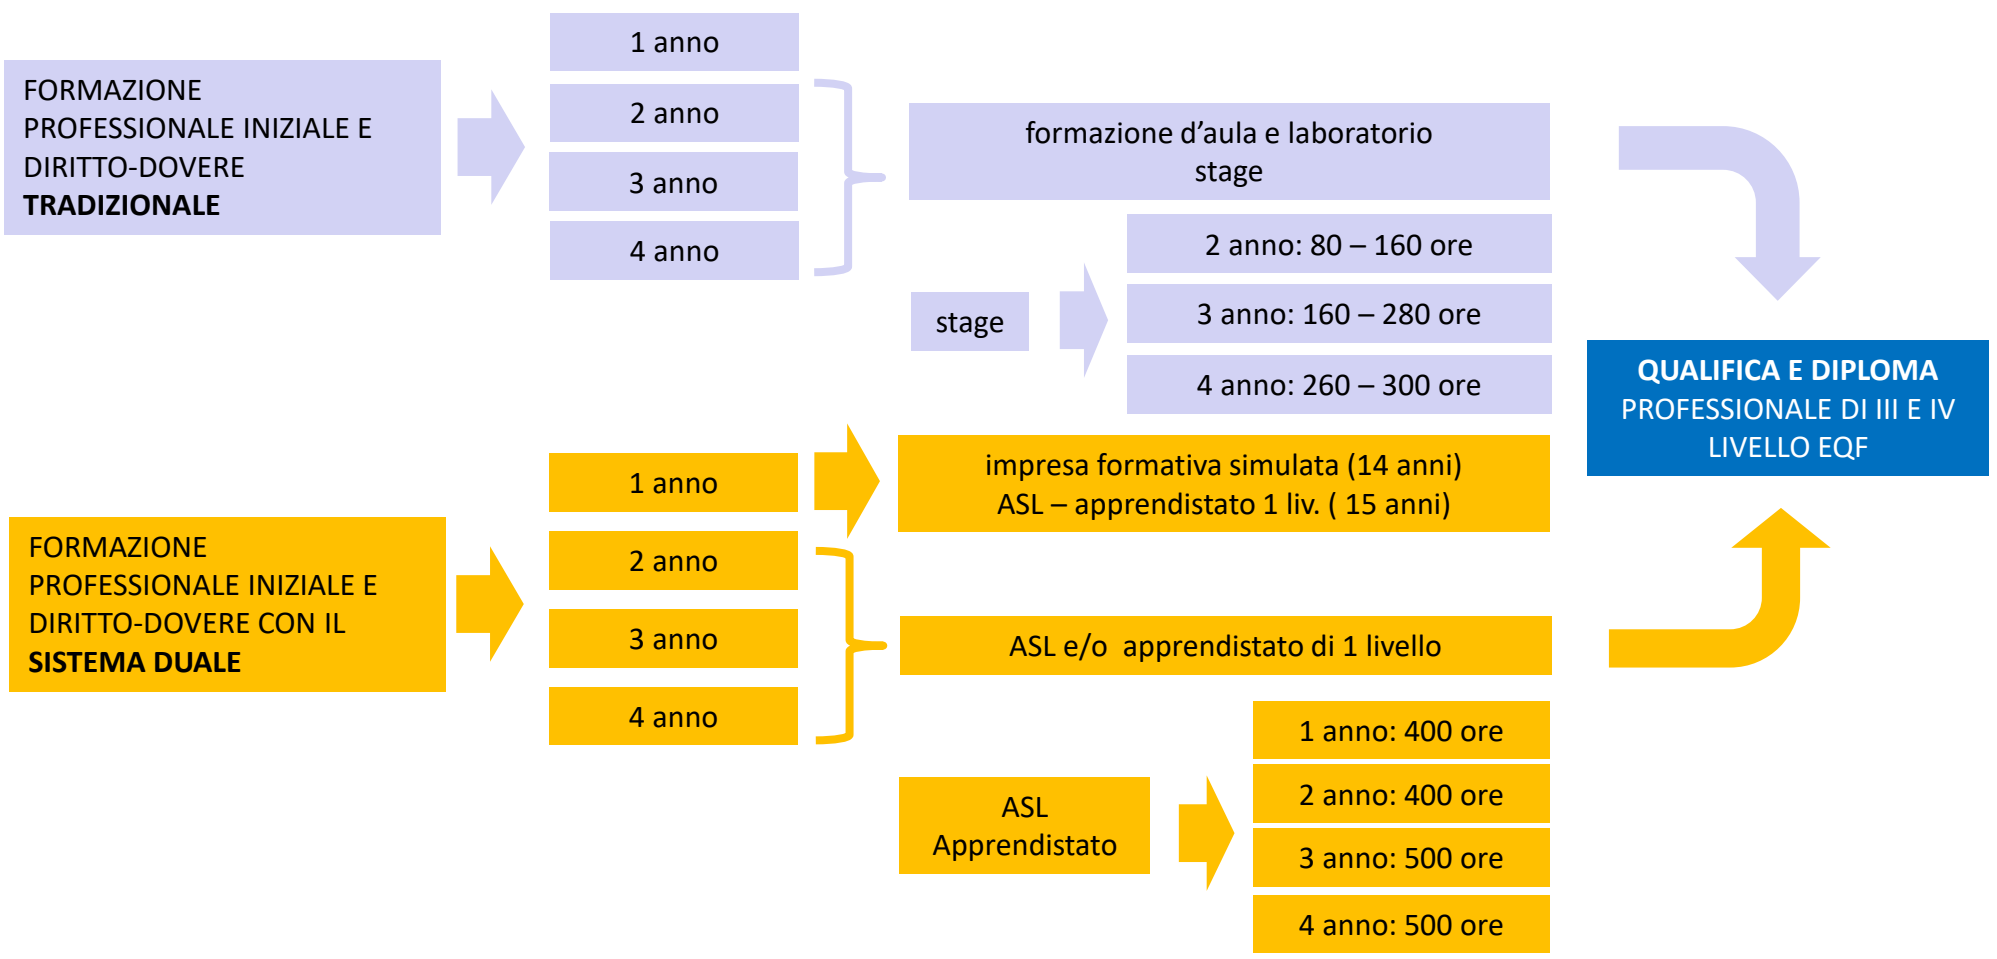 FORMAZIONE
PROFESSIONALE INIZIALE E
DIRITTO-DOVERE
TRADIZIONALE
1 anno
2 anno
3 anno
4 anno
formazione d’aula e laboratorio
stage
stage
2 anno: 80 – 160 ore
3 anno: 160 – 280 ore
4 anno: 260 – 300 ore
QUALIFICA E DIPLOMA
PROFESSIONALE DI III E IV
LIVELLO EQF
FORMAZIONE
PROFESSIONALE INIZIALE E
DIRITTO-DOVERE CON IL
SISTEMA DUALE
1 anno
2 anno
3 anno
4 anno
impresa formativa simulata (14 anni)
ASL – apprendistato 1 liv. ( 15 anni)
ASL e/o  apprendistato di 1 livello
ASL
Apprendistato
1 anno: 400 ore
2 anno: 400 ore
3 anno: 500 ore
4 anno: 500 ore